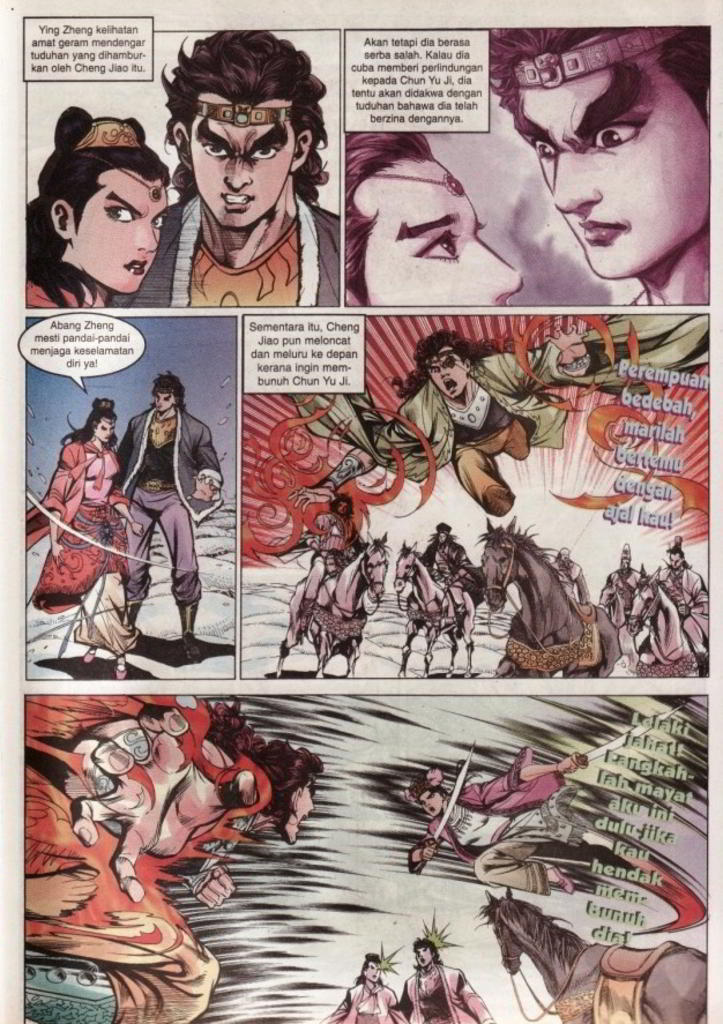 Ying Zheng kelihatan
amat geram mendengar
tuduhan yang dihambur-
kan oleh Cheng Jiao itu.
Akan tetapi dia berasa
serba salah. Kalau dia
cuba memberi perlindungan
kepada Chun Yu Ji, dia
tentu akan didakwa dengan
tuduhan bahawa dia telah
berzina dengannya.
Abang Zheng
mesti pandai-pandai
menjaga keselamatan
diri ya!
Sementara itu, Cheng
Jiao pun meloncat
dan meluru ke depan
kerana ingin mem-
bunuh Chun Yu Ji.
Perempuan
bedebah,
marilah
bertemu
dengan
ajal kau!
Lelaki
jahat!
Langkah-
lah mayat
aku ini
dulu jika
kau
hendak
mem-
bunuh
dia!